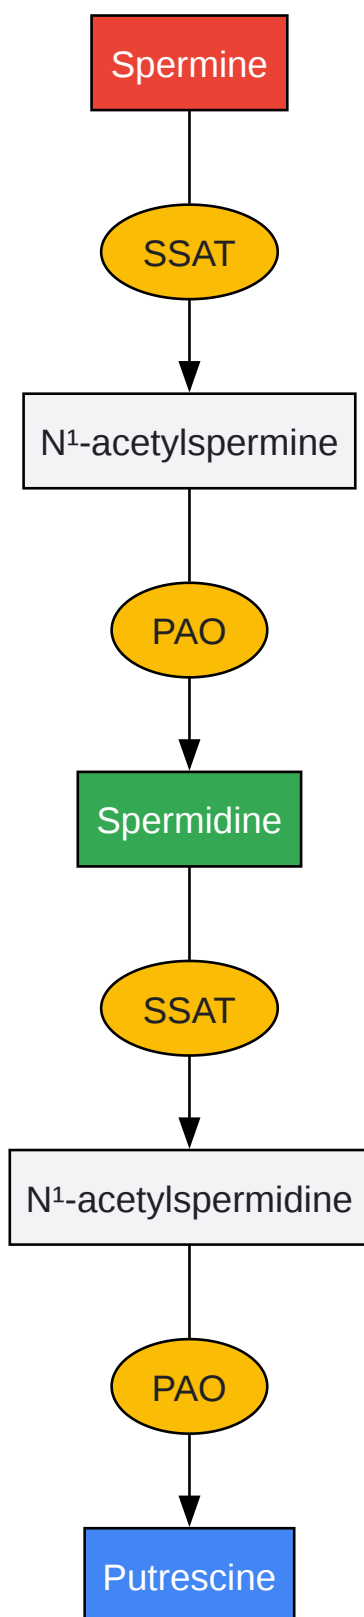 Spermine
SSAT
N¹-acetylspermine
PAO
Spermidine
SSAT
N¹-acetylspermidine
PAO
Putrescine